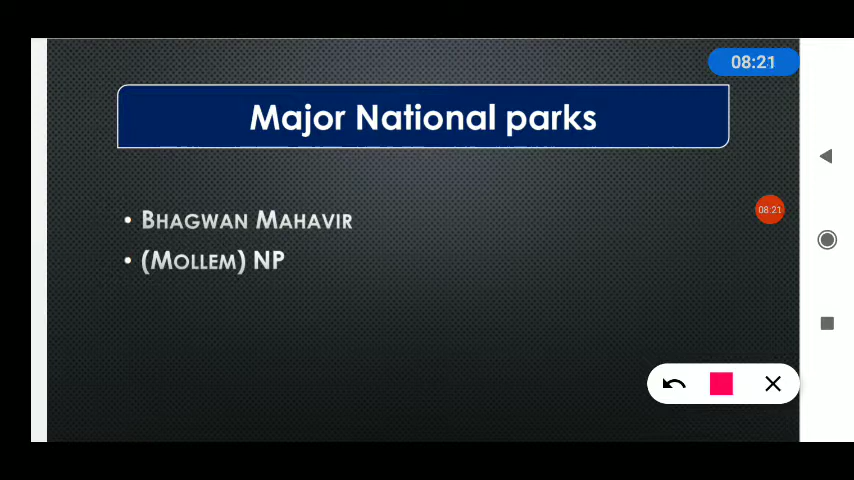 08:21
Major National parks
• BHAGWAN MAHAVIR
08:21
• (MOLLEM) NP